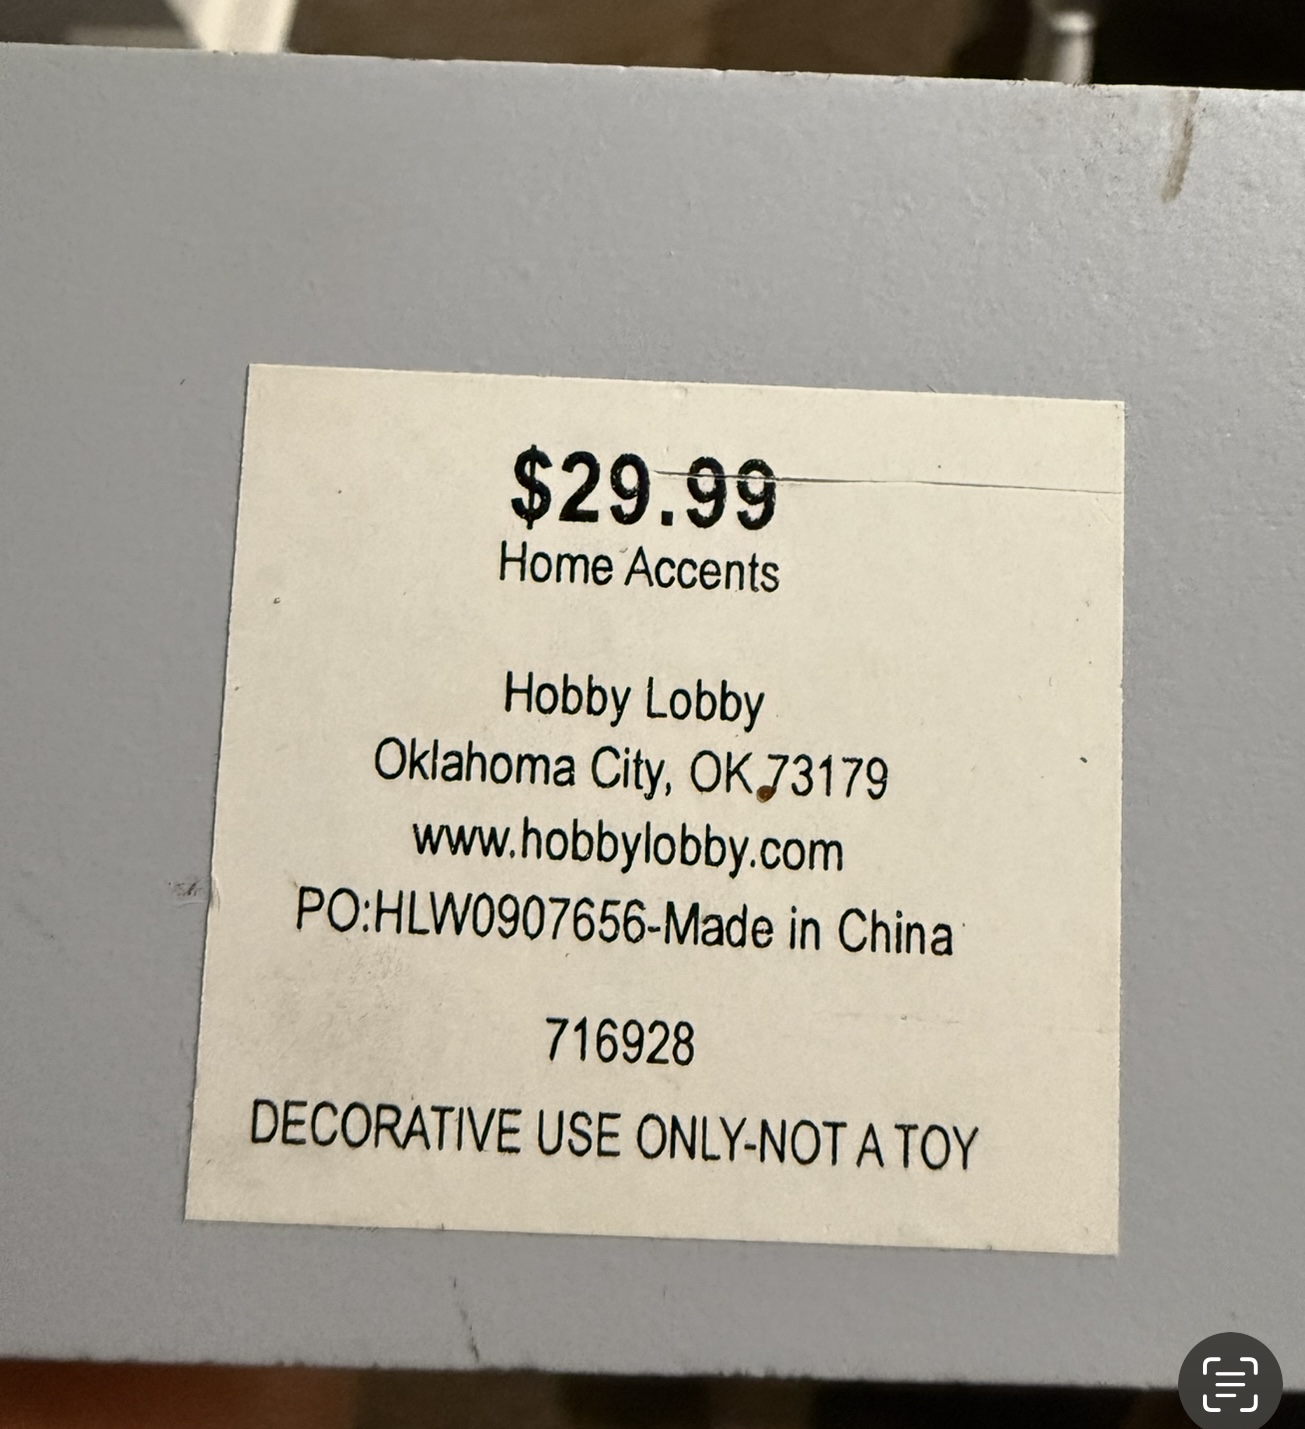 $29.99
Home Accents
Hobby Lobby
Oklahoma City, OK 73179
www.hobbylobby.com
PO:HLW0907656-Made in China
716928
DECORATIVE USE ONLY-NOT A TOY